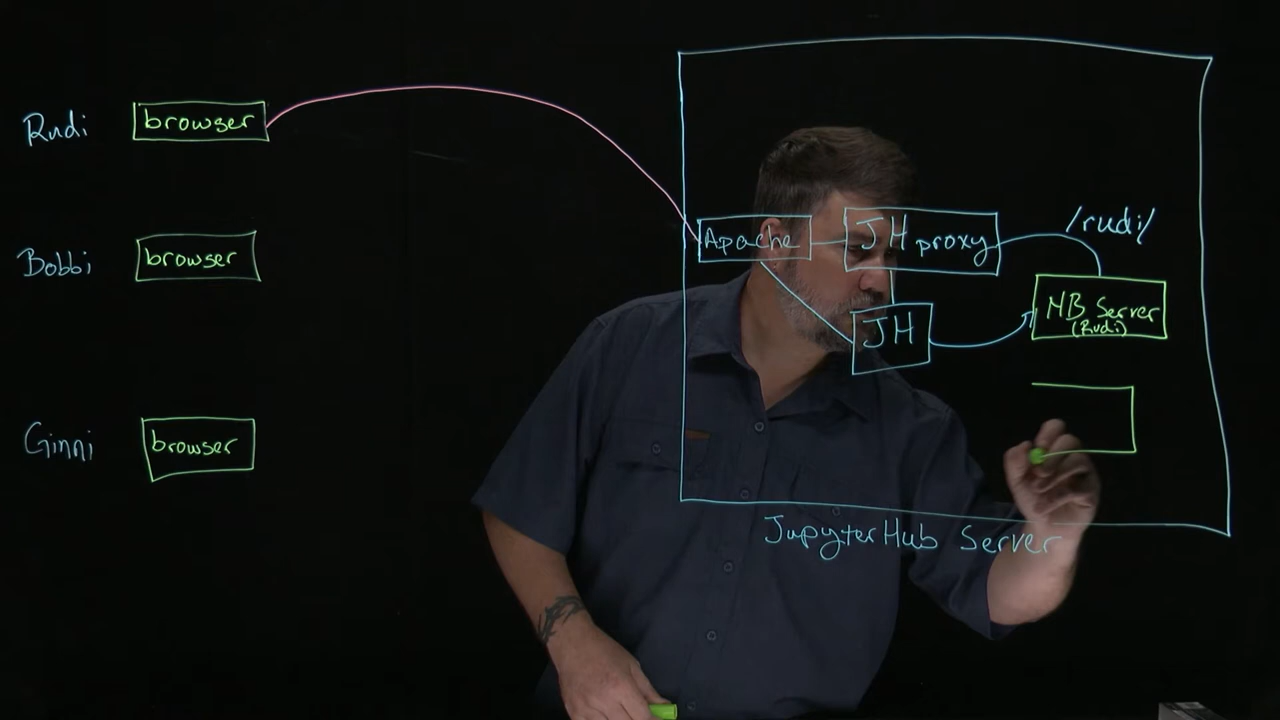 Rudi
browser
Bobbi
browser
Ginni
browser
Apache
JH proxy
/rudi/
JH
NB Server
(Rudi)
JupyterHub Server